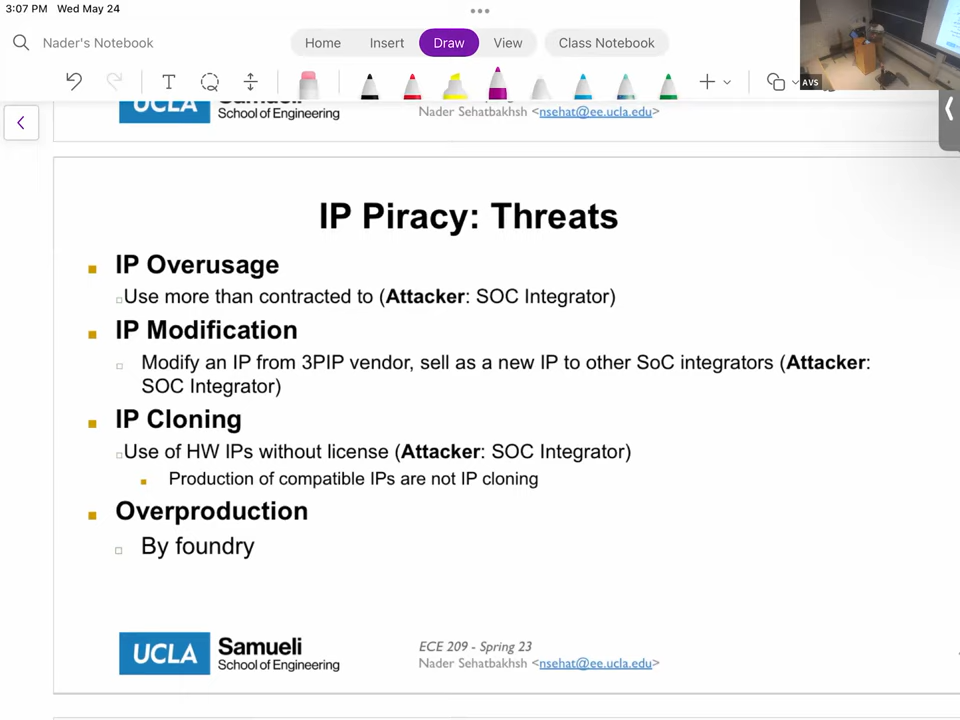 3:07 PM Wed May 24
Nader's Notebook
Home Insert Draw View Class Notebook
AVS
UCLA
Samueli
School of Engineering
Nader Sehatbakhsh <nsehat@ee.ucla.edu>
IP Piracy: Threats
IP Overusage
Use more than contracted to (Attacker: SOC Integrator)
IP Modification
Modify an IP from 3PIP vendor, sell as a new IP to other SoC integrators (Attacker:
SOC Integrator)
IP Cloning
Use of HW IPs without license (Attacker: SOC Integrator)
Production of compatible IPs are not IP cloning
Overproduction
By foundry
UCLA
Samueli
School of Engineering
ECE 209 - Spring 23
Nader Sehatbakhsh <nsehat@ee.ucla.edu>